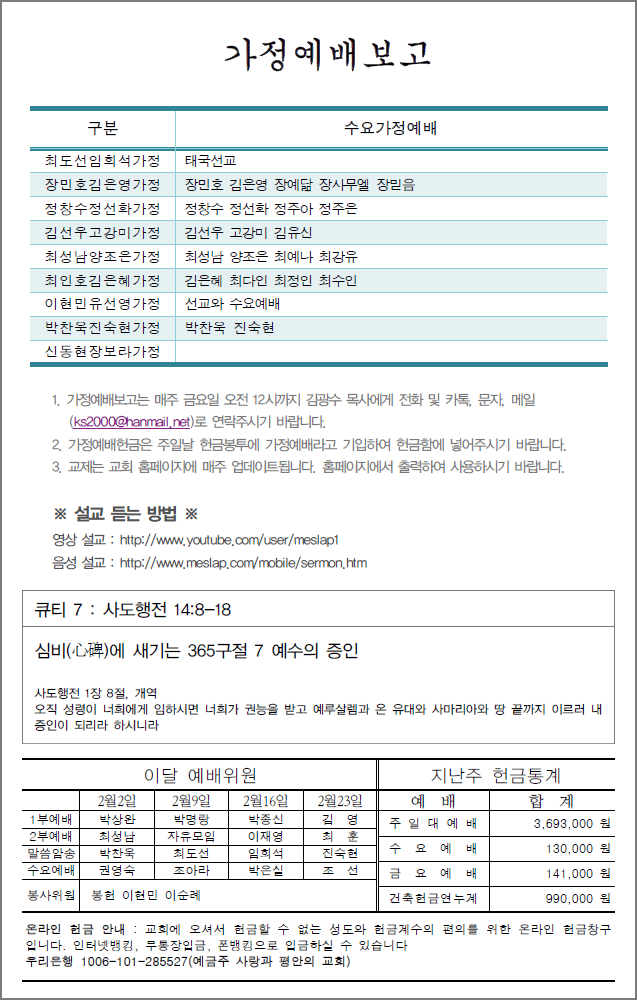 가정예배보고
구분 수요가정예배
최도선임희석가정 태국선교
장민호김은영가정 장민호 김은영 장예닮 장사무엘 장믿음
정창수정선화가정 정창수 정선화 정주아 정주은
김선우고강미가정 김선우 고강미 김유신
최성남양조은가정 최성남 양조은 최예나 최강유
최인호김은혜가정 김은혜 최다인 최정인 최수인
이현민유선영가정 선교와 수요예배
박찬욱진숙현가정 박찬욱 진숙현
신동현장보라가정
1. 가정예배보고는 매주 금요일 오전 12시까지 김광수 목사에게 전화 및 카톡, 문자, 메일
(ks2000@hanmail.net)로 연락주시기 바랍니다.
2. 가정예배헌금은 주일날 헌금봉투에 가정예배라고 기입하여 헌금함에 넣어주시기 바랍니다.
3. 교제는 교회 홈페이지에 매주 업데이트됩니다. 홈페이지에서 출력하여 사용하시기 바랍니다.
※ 설교 듣는 방법 ※
영상 설교 : http://www.youtube.com/user/meslap1
음성 설교 : http://www.meslap.com/mobile/sermon.htm
큐티 7 : 사도행전 14:8-18
심비(心碑)에 새기는 365구절 7 예수의 증인
사도행전 1장 8절, 개역
오직 성령이 너희에게 임하시면 너희가 권능을 받고 예루살렘과 온 유대와 사마리아와 땅 끝까지 이르러 내
증인이 되리라 하시니라
이달 예배위원 지난주 헌금통계
2월2일 2월9일 2월16일 2월23일 예 배 합 계
1부예배 박상완 박명랑 박종신 김 영
2부예배 최성남 자유모임 이재영 최 훈
말씀암송 박찬욱 최도선 임희석 진숙현
수요예배 권영숙 조아라 박은실 조 선
봉사위원 봉헌 이현민 이순례
주 일 대 예 배 3,693,000 원
수 요 예 배 130,000 원
금 요 예 배 141,000 원
건축헌금연누계 990,000 원
온라인 헌금 안내 : 교회에 오셔서 헌금할 수 없는 성도와 헌금계수의 편의를 위한 온라인 헌금창구
입니다. 인터넷뱅킹, 무통장입금, 폰뱅킹으로 입금하실 수 있습니다
우리은행 1006-101-285527(예금주 사랑과 평안의 교회)